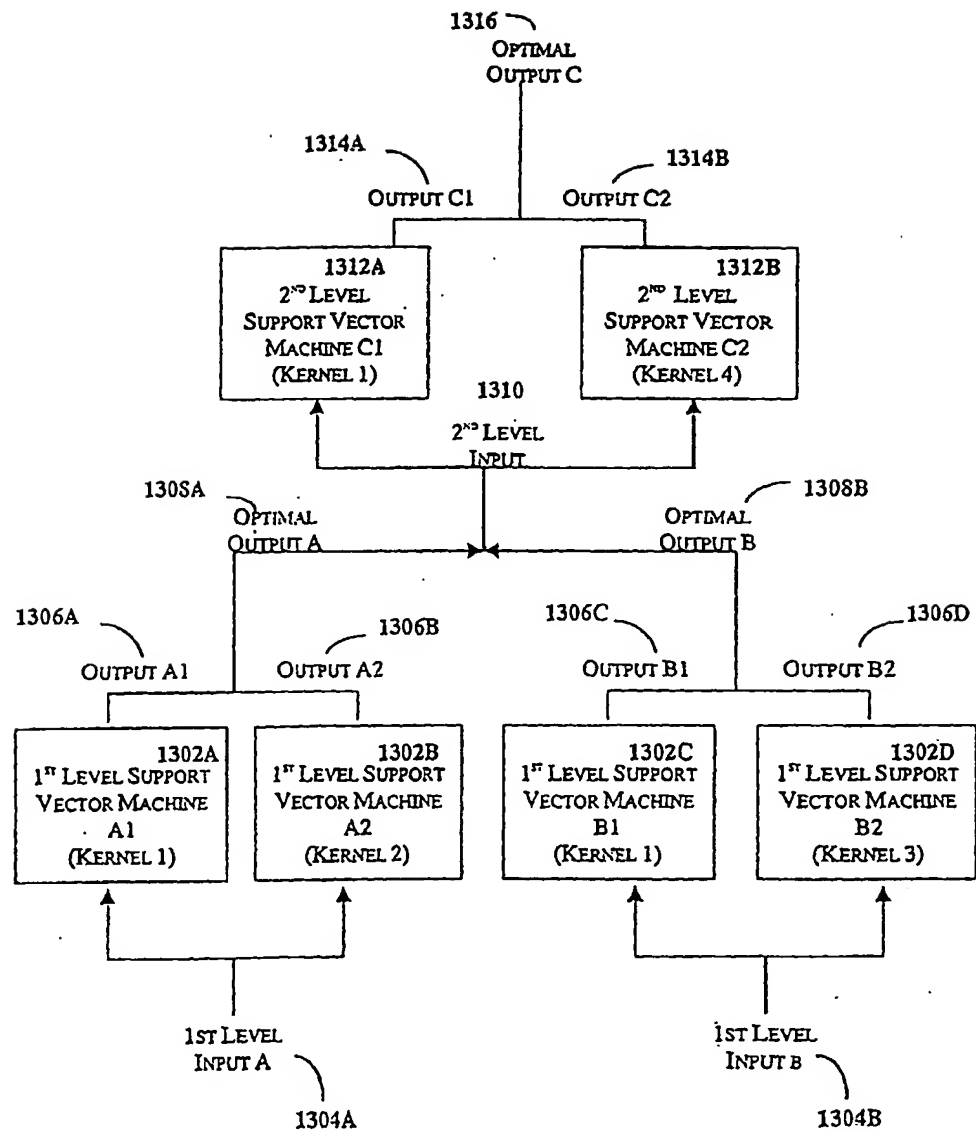 1316
OPTIMAL
OUTPUT C
1314A
1314B
OUTPUT C1
OUTPUT C2
1312A
2ND LEVEL
SUPPORT VECTOR
MACHINE C1
(KERNEL 1)
1312B
2ND LEVEL
SUPPORT VECTOR
MACHINE C2
(KERNEL 4)
1310
2ND LEVEL
INPUT
1308A
OPTIMAL
OUTPUT A
1308B
OPTIMAL
OUTPUT B
1306A
OUTPUT A1
1306B
OUTPUT A2
1306C
OUTPUT B1
1306D
OUTPUT B2
1302A
1ST LEVEL SUPPORT
VECTOR MACHINE
A1
(KERNEL 1)
1302B
1ST LEVEL SUPPORT
VECTOR MACHINE
A2
(KERNEL 2)
1302C
1ST LEVEL SUPPORT
VECTOR MACHINE
B1
(KERNEL 1)
1302D
1ST LEVEL SUPPORT
VECTOR MACHINE
B2
(KERNEL 3)
1ST LEVEL
INPUT A
1304A
1ST LEVEL
INPUT B
1304B